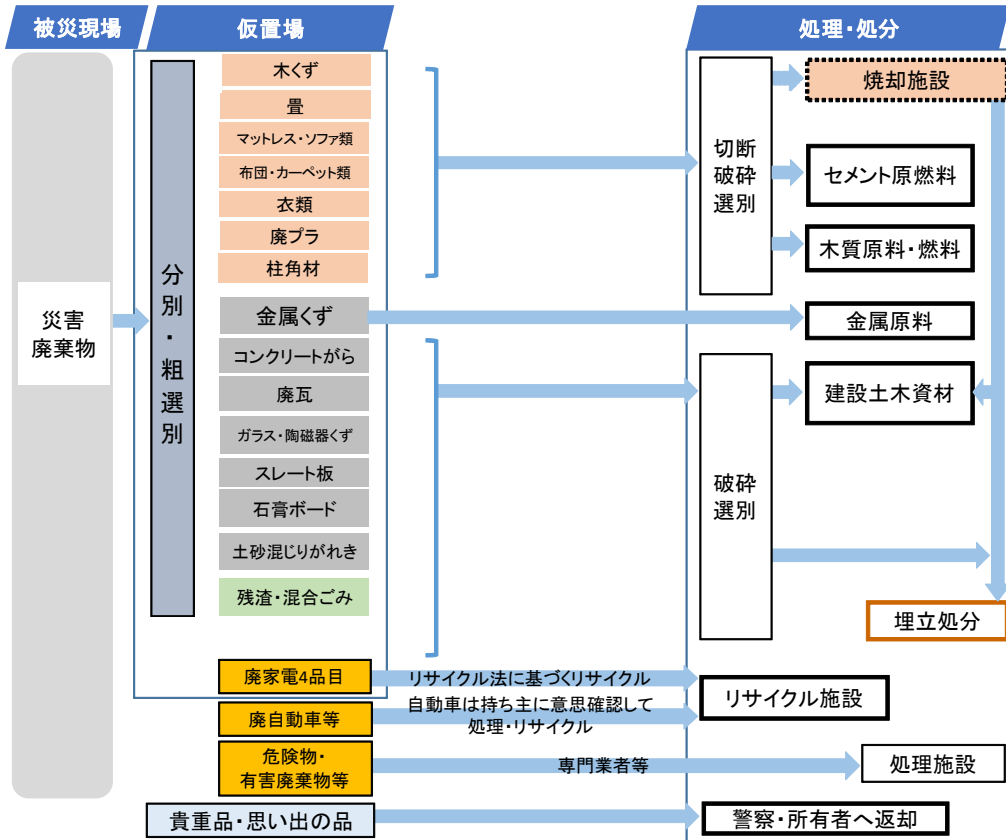 被災現場
仮置場
処理・処分
災害
廃棄物
分別・粗選別
木くず
畳
マットレス・ソファ類
布団・カーペット類
衣類
廃プラ
柱角材
金属くず
コンクリートがら
廃瓦
ガラス・陶磁器くず
スレート板
石膏ボード
土砂混じりがれき
残渣・混合ごみ
廃家電4品目
廃自動車等
危険物・
有害廃棄物等
貴重品・思い出の品
リサイクル法に基づくリサイクル
自動車は持ち主に意思確認して
処理・リサイクル
専門業者等
切断
破砕
選別
焼却施設
セメント原燃料
木質原料・燃料
金属原料
破砕
選別
建設土木資材
埋立処分
リサイクル施設
処理施設
警察・所有者へ返却